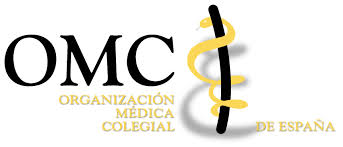 OMC
ORGANIZACIÓN
MÉDICA
COLEGIAL DE ESPAÑA